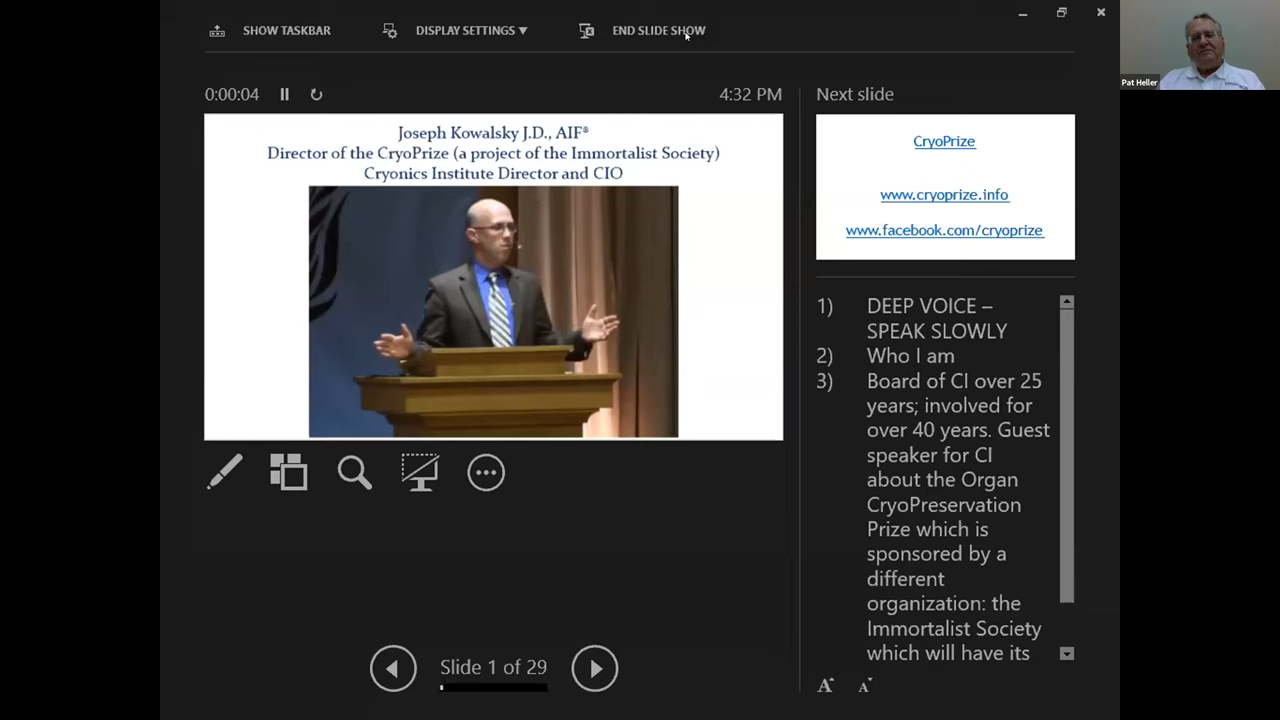 SHOW TASKBAR
DISPLAY SETTINGS ▼
END SLIDE SHOW
Pat Heller
0:00:04
4:32 PM
Joseph Kowalsky J.D., AIF®
Director of the CryoPrize (a project of the Immortalist Society)
Cryonics Institute Director and CIO
Slide 1 of 29
Next slide
CryoPrize
www.cryoprize.info
www.facebook.com/cryoprize
1) DEEP VOICE –
SPEAK SLOWLY
2) Who I am
3) Board of CI over 25
years; involved for
over 40 years. Guest
speaker for CI
about the Organ
CryoPreservation
Prize which is
sponsored by a
different
organization: the
Immortalist Society
which will have its
A A